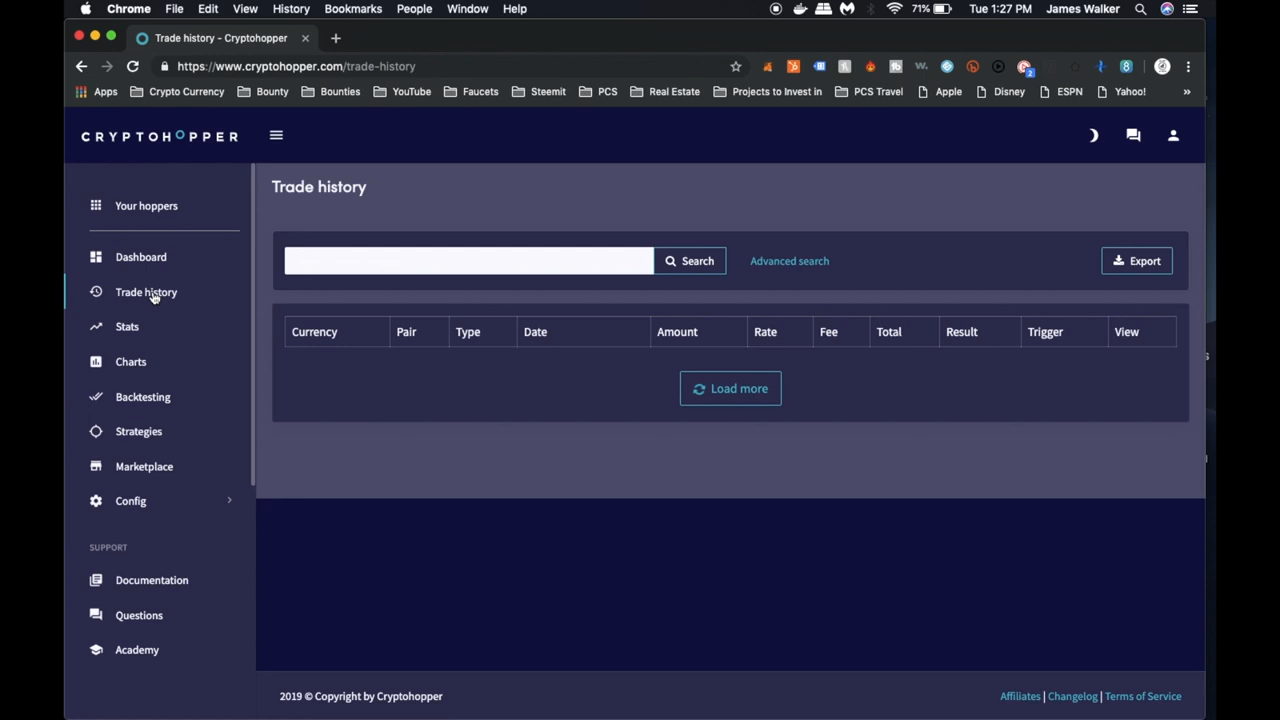 Chrome File Edit View History Bookmarks People Window Help 71% Tue 1:27 PM James Walker
Trade history - Cryptohopper
https://www.cryptohopper.com/trade-history
Apps Crypto Currency Bounty Bounties YouTube Faucets Steemit PCS Real Estate Projects to Invest in PCS Travel Apple Disney ESPN Yahoo! »
CRYPTOHOPPER
Your hoppers
Dashboard
Trade history
Stats
Charts
Backtesting
Strategies
Marketplace
Config
SUPPORT
Documentation
Questions
Academy
Trade history
Search Advanced search Export
Currency Pair Type Date Amount Rate Fee Total Result Trigger View
Load more
2019 © Copyright by Cryptohopper
Affiliates | Changelog | Terms of Service